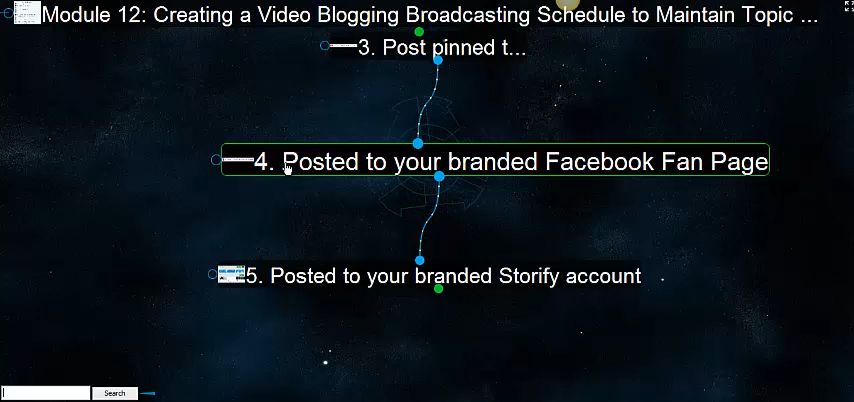 Module 12: Creating a Video Blogging Broadcasting Schedule to Maintain Topic ...
3. Post pinned t...
4. Posted to your branded Facebook Fan Page
5. Posted to your branded Storify account
Search